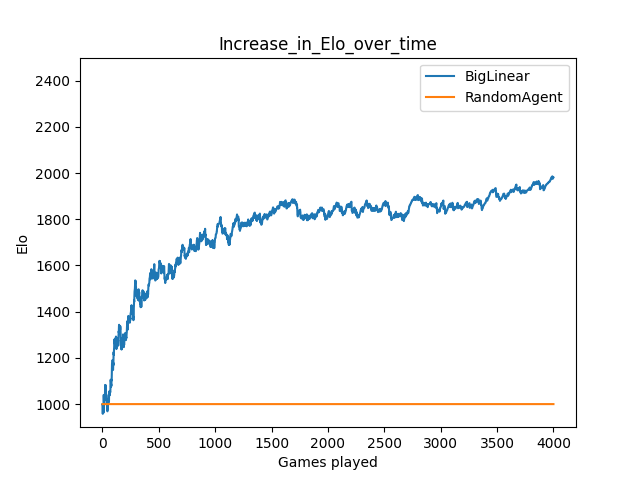 Increase_in_Elo_over_time
BigLinear
RandomAgent
2400
2200
2000
1800
1600
1400
1200
1000
Elo
0 500 1000 1500 2000 2500 3000 3500 4000
Games played